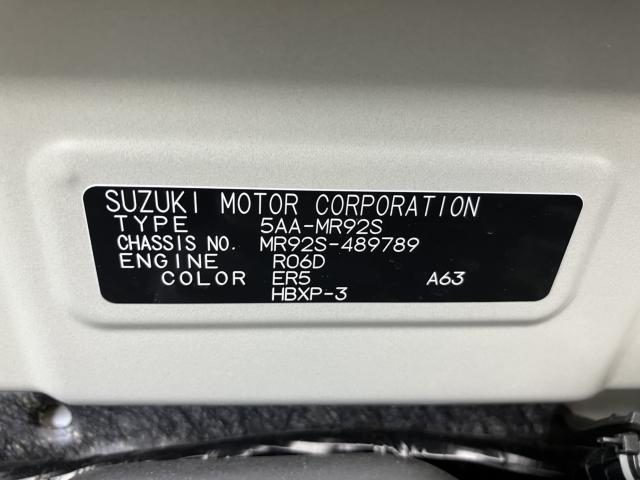 SUZUKI MOTOR CORPORATION
TYPE 5AA-MR92S
CHASSIS NO. MR92S-489789
ENGINE R06D
COLOR ER5 A63
HBXP-3